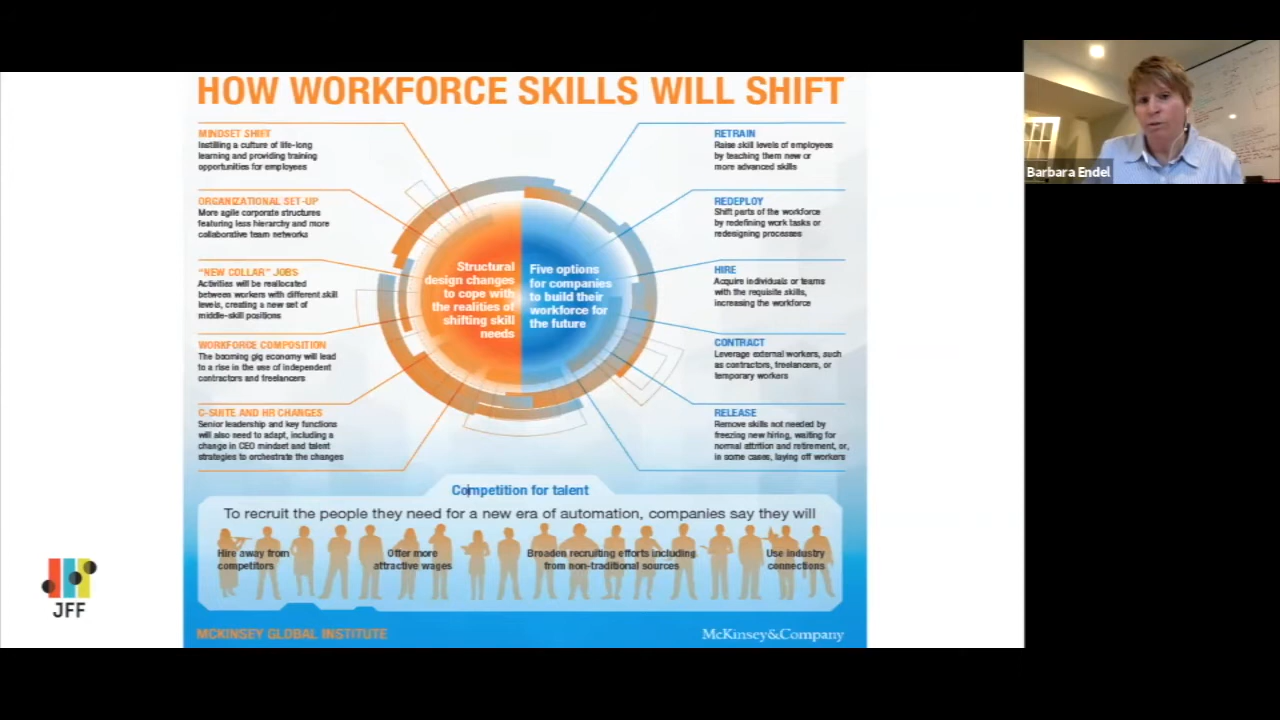 HOW WORKFORCE SKILLS WILL SHIFT
MINDSET SHIFT
Instilling a culture of life-long
learning and providing training
opportunities for employees
ORGANIZATIONAL SET-UP
More agile corporate structures
featuring less hierarchy and more
collaborative team networks
“NEW COLLAR” JOBS
Activities will be reallocated
between workers with different skill
levels, creating a new set of
middle-skill positions
WORKFORCE COMPOSITION
The booming gig economy will lead
to a rise in the use of independent
contractors and freelancers
C-SUITE AND HR CHANGES
Senior leadership and key functions
will also need to adapt, including a
change in CEO mindset and talent
strategies to orchestrate the changes
Structural
design changes
to cope with
the realities of
shifting skill
needs
Five options
for companies
to build their
workforce for
the future
RETRAIN
Raise skill levels of employees
by teaching them new or
more advanced skills
REDEPLOY
Shift parts of the workforce
by redefining work tasks or
redesigning processes
HIRE
Acquire individuals or teams
with the requisite skills,
increasing the workforce
CONTRACT
Leverage external workers, such
as contractors, freelancers, or
temporary workers
RELEASE
Remove skills not needed by
freezing new hiring, waiting for
normal attrition and retirement, or,
in some cases, laying off workers
Competition for talent
To recruit the people they need for a new era of automation, companies say they will
Hire away from
competitors
Offer more
attractive wages
Broaden recruiting efforts including
from non-traditional sources
Use industry
connections
MCKINSEY GLOBAL INSTITUTE
McKinsey&Company
JFF
Barbara Endel